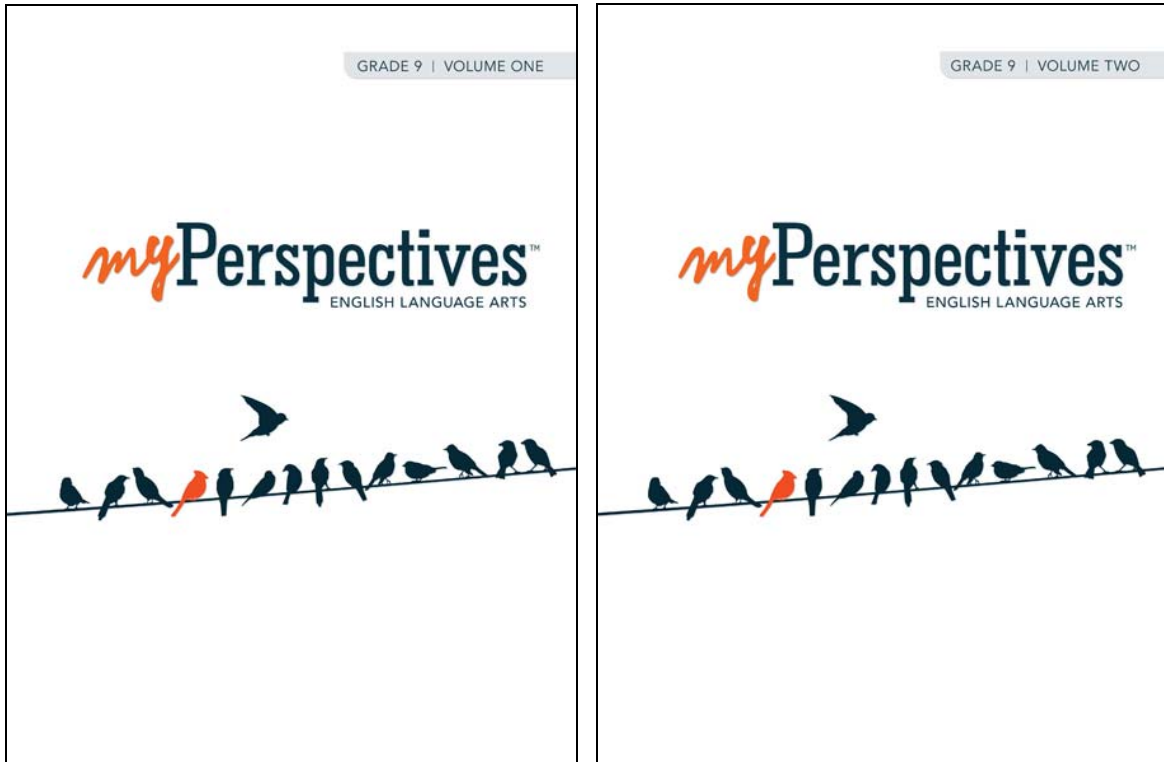 GRADE 9 | VOLUME ONE
myPerspectives™
ENGLISH LANGUAGE ARTS
GRADE 9 | VOLUME TWO
myPerspectives™
ENGLISH LANGUAGE ARTS